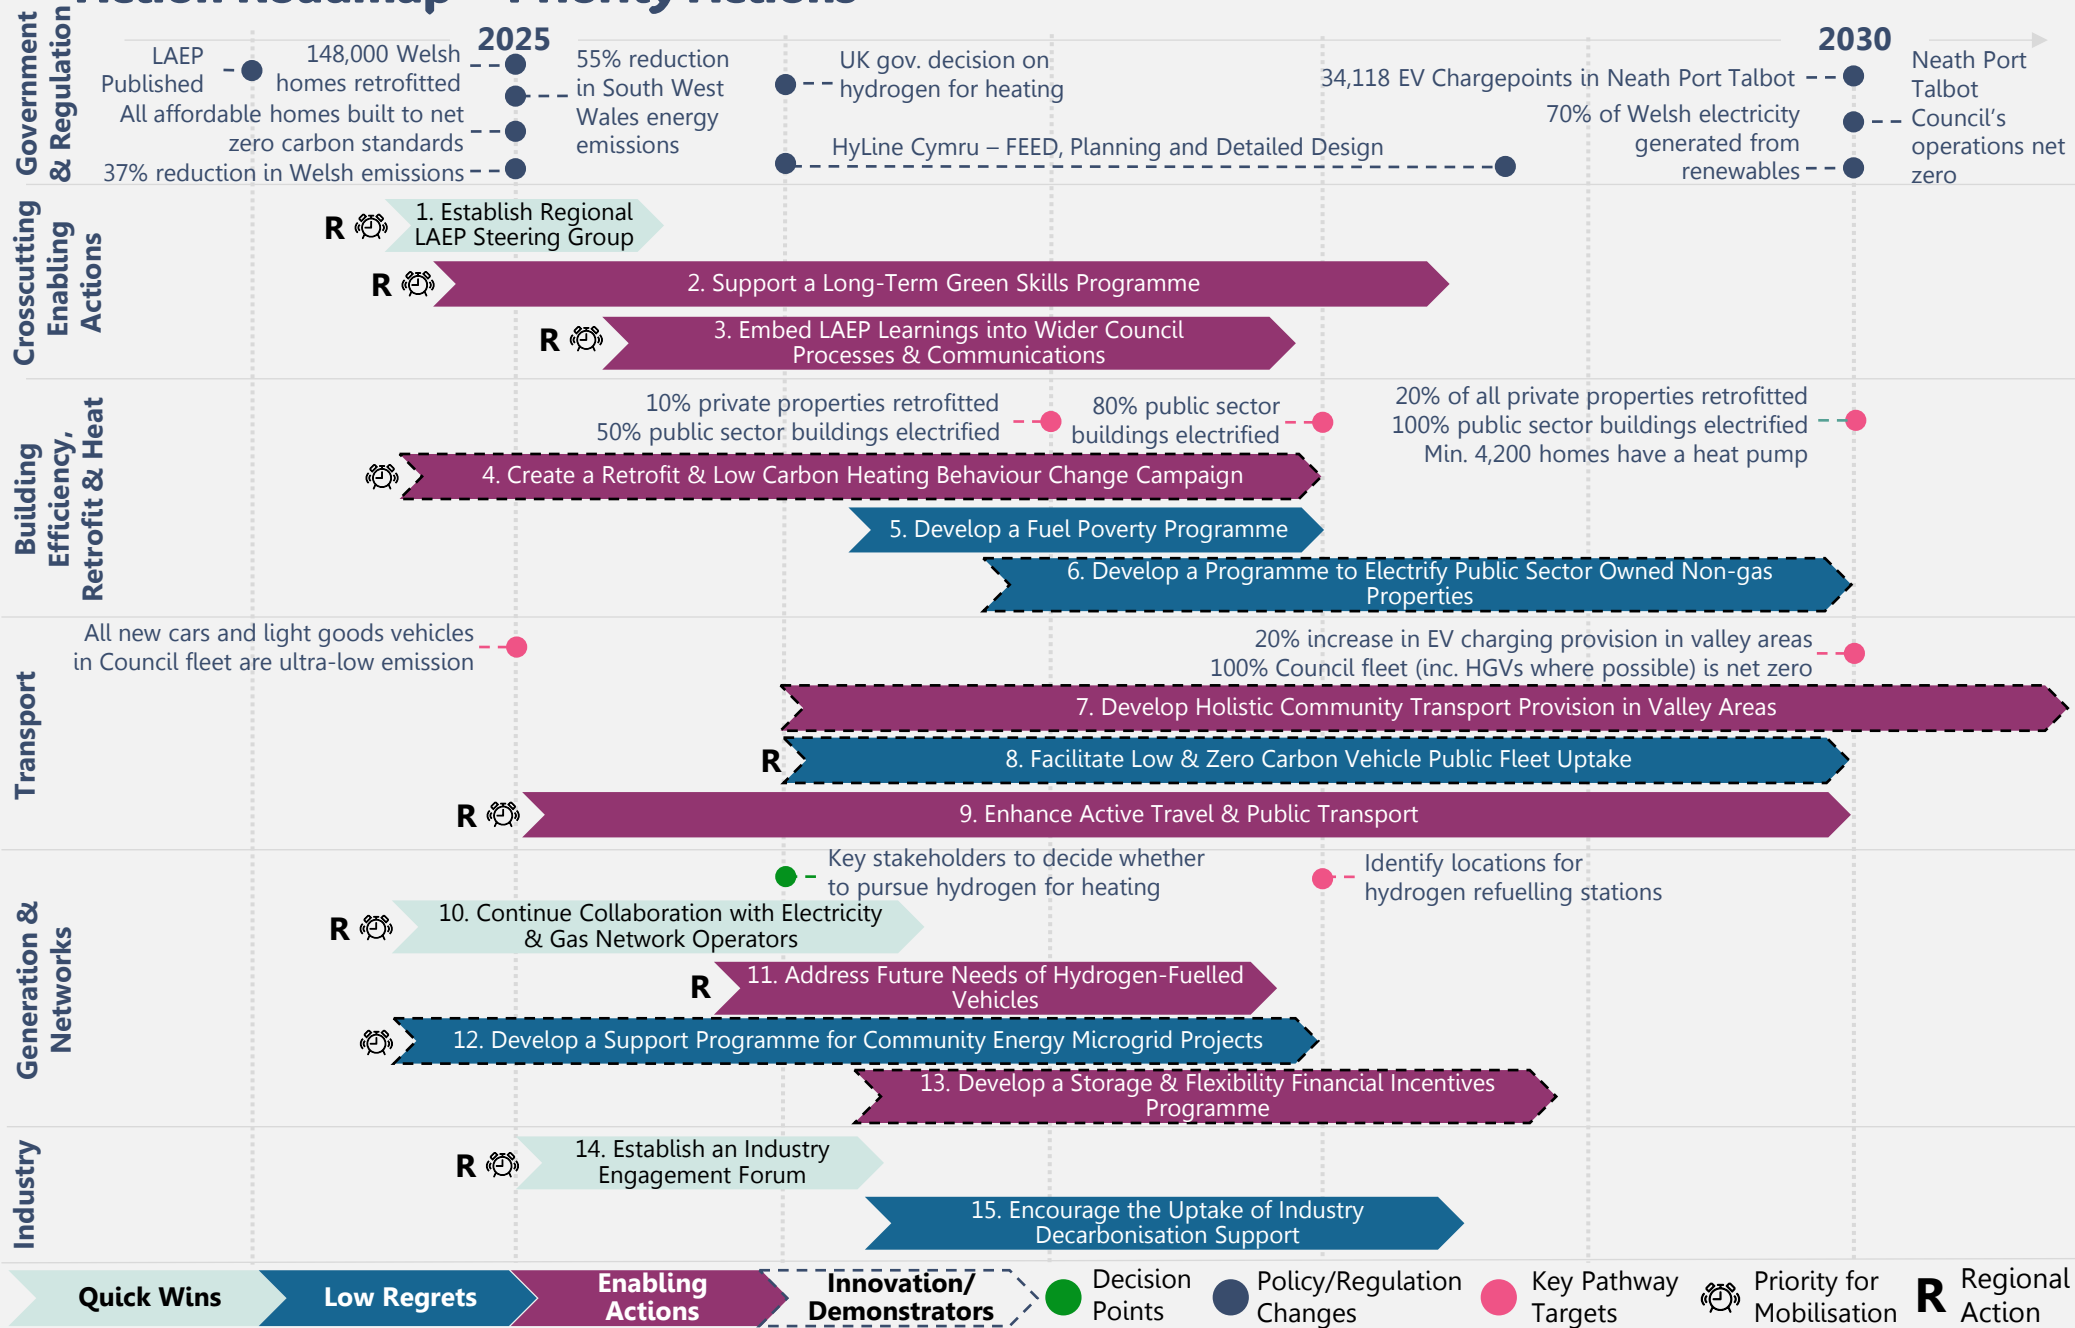 Action Roadmap – Priority Actions
Government
& Regulation
2025
2030
LAEP
Published
148,000 Welsh
homes retrofitted
All affordable homes built to net
zero carbon standards
37% reduction in Welsh emissions
55% reduction
in South West
Wales energy
emissions
UK gov. decision on
hydrogen for heating
HyLine Cymru – FEED, Planning and Detailed Design
34,118 EV Chargepoints in Neath Port Talbot
70% of Welsh electricity
generated from
renewables
Neath Port
Talbot
Council's
operations net
zero
Crosscutting
Enabling
Actions
R
1. Establish Regional
LAEP Steering Group
R
2. Support a Long-Term Green Skills Programme
R
3. Embed LAEP Learnings into Wider Council
Processes & Communications
Building
Efficiency,
Retrofit & Heat
10% private properties retrofitted
50% public sector buildings electrified
80% public sector
buildings electrified
20% of all private properties retrofitted
100% public sector buildings electrified
Min. 4,200 homes have a heat pump
4. Create a Retrofit & Low Carbon Heating Behaviour Change Campaign
5. Develop a Fuel Poverty Programme
6. Develop a Programme to Electrify Public Sector Owned Non-gas
Properties
Transport
All new cars and light goods vehicles
in Council fleet are ultra-low emission
20% increase in EV charging provision in valley areas
100% Council fleet (inc. HGVs where possible) is net zero
7. Develop Holistic Community Transport Provision in Valley Areas
R
8. Facilitate Low & Zero Carbon Vehicle Public Fleet Uptake
R
9. Enhance Active Travel & Public Transport
Generation &
Networks
Key stakeholders to decide whether
to pursue hydrogen for heating
Identify locations for
hydrogen refuelling stations
R
10. Continue Collaboration with Electricity
& Gas Network Operators
R
11. Address Future Needs of Hydrogen-Fuelled
Vehicles
12. Develop a Support Programme for Community Energy Microgrid Projects
13. Develop a Storage & Flexibility Financial Incentives
Programme
Industry
R
14. Establish an Industry
Engagement Forum
15. Encourage the Uptake of Industry
Decarbonisation Support
Quick Wins
Low Regrets
Enabling
Actions
Innovation/
Demonstrators
Decision
Points
Policy/Regulation
Changes
Key Pathway
Targets
Priority for
Mobilisation
R
Regional
Action